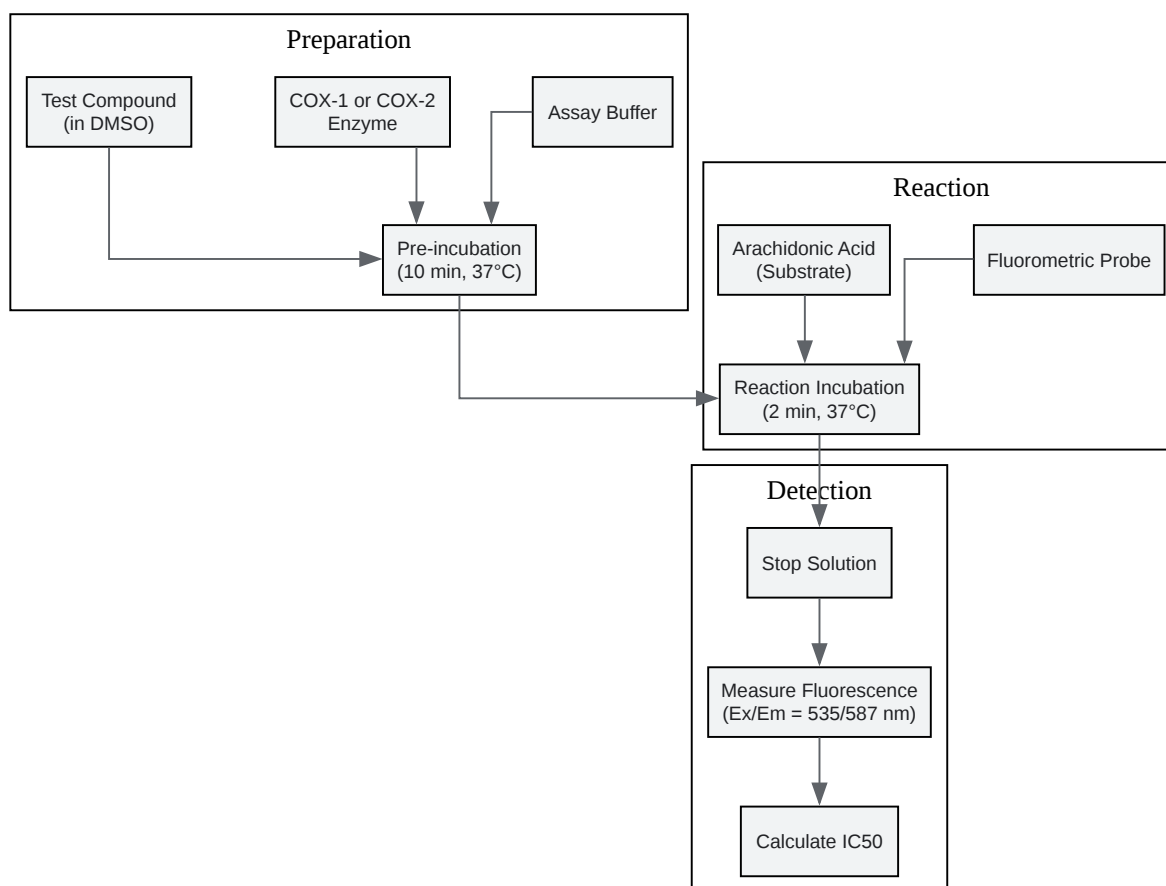 Preparation
Test Compound
(in DMSO)
COX-1 or COX-2
Enzyme
Assay Buffer
Pre-incubation
(10 min, 37°C)
Reaction
Arachidonic Acid
(Substrate)
Fluorometric Probe
Reaction Incubation
(2 min, 37°C)
Detection
Stop Solution
Measure Fluorescence
(Ex/Em = 535/587 nm)
Calculate IC50